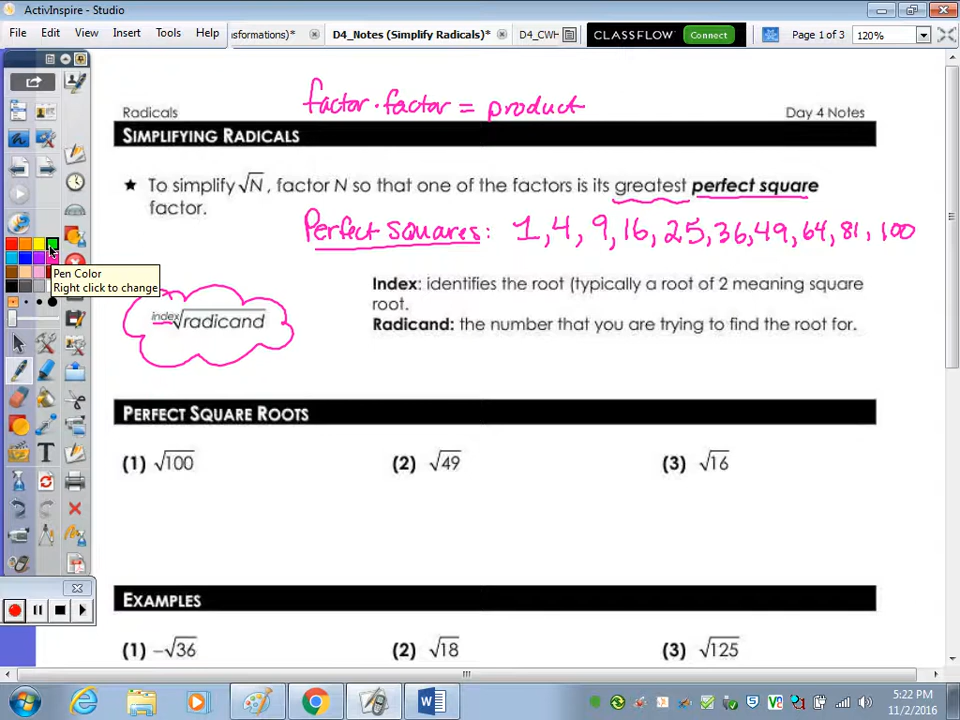 ActivInspire - Studio
File Edit View Insert Tools Help sformations)* D4_Notes (Simplify Radicals)* D4_CWH CLASSFLOW Connect Page 1 of 3 120%
factor · factor = product
Radicals Day 4 Notes
SIMPLIFYING RADICALS
★ To simplify √N, factor N so that one of the factors is its greatest perfect square
factor.
Perfect Squares: 1, 4, 9, 16, 25, 36, 49, 64, 81, 100
Pen Color
Right click to change
Index: identifies the root (typically a root of 2 meaning square
root.
index√radicand
Radicand: the number that you are trying to find the root for.
PERFECT SQUARE ROOTS
(1) √100 (2) √49 (3) √16
EXAMPLES
(1) −√36 (2) √18 (3) √125
5:22 PM
11/2/2016